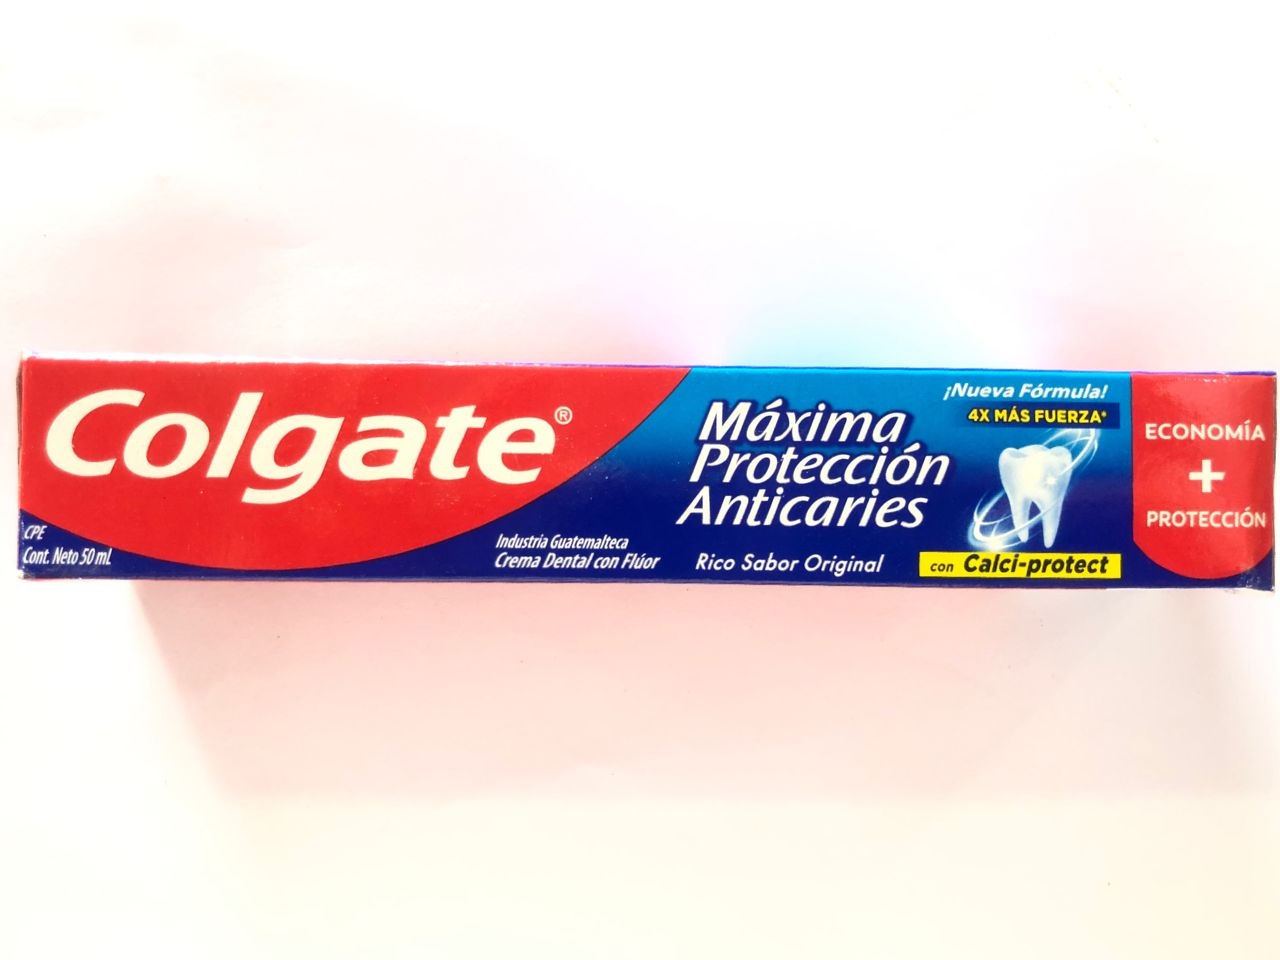 Colgate®
CPE
Cont. Neto 50 mL
Industria Guatemalteca
Crema Dental con Flúor
Máxima
Protección
Anticaries
Rico Sabor Original
¡Nueva Fórmula!
4X MÁS FUERZA*
con Calci-protect
ECONOMÍA
+
PROTECCIÓN